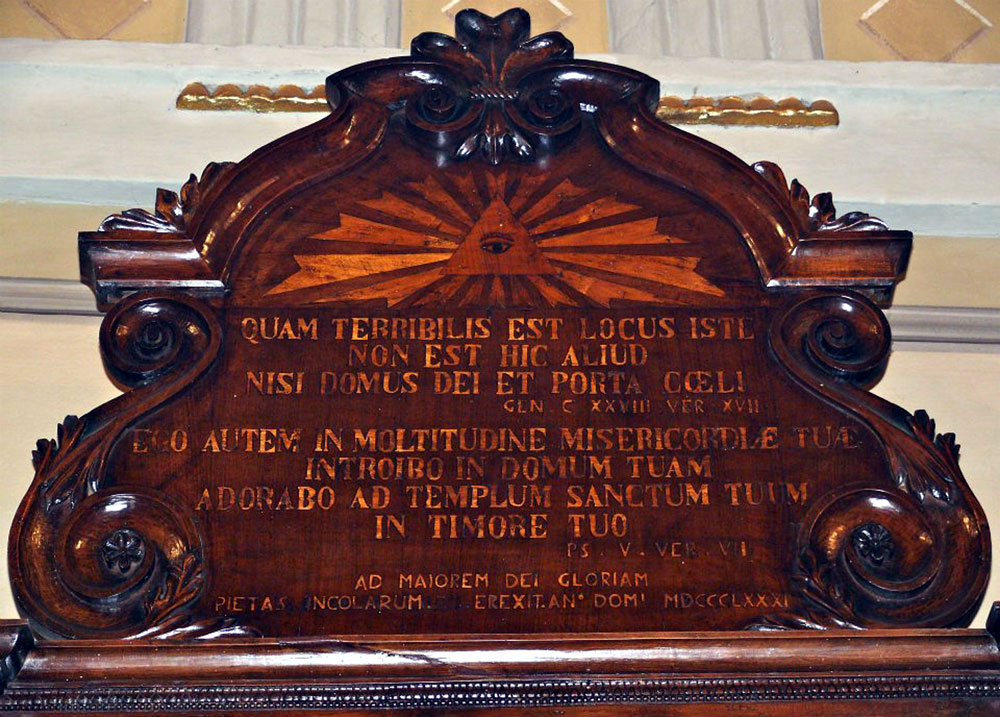 QUAM TERRIBILIS EST LOCUS ISTE
NON EST HIC ALIUD
NISI DOMUS DEI ET PORTA CŒLI
GEN. C XXVIII VER XVII
EGO AUTEM IN MOLTITUDINE MISERICORDIÆ TUÆ
INTROIBO IN DOMUM TUAM
ADORABO AD TEMPLUM SANCTUM TUUM
IN TIMORE TUO
PS. V. VER. VII
AD MAIOREM DEI GLORIAM
PIETAS INCOLARUM EREXIT.AN° DOMI MDCCCLXXXI